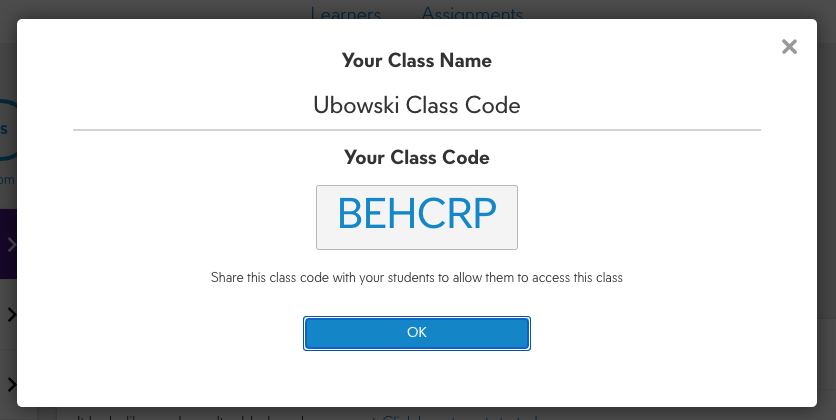 Learners Assignments
Your Class Name
Ubowski Class Code
Your Class Code
BEHCRP
Share this class code with your students to allow them to access this class
OK